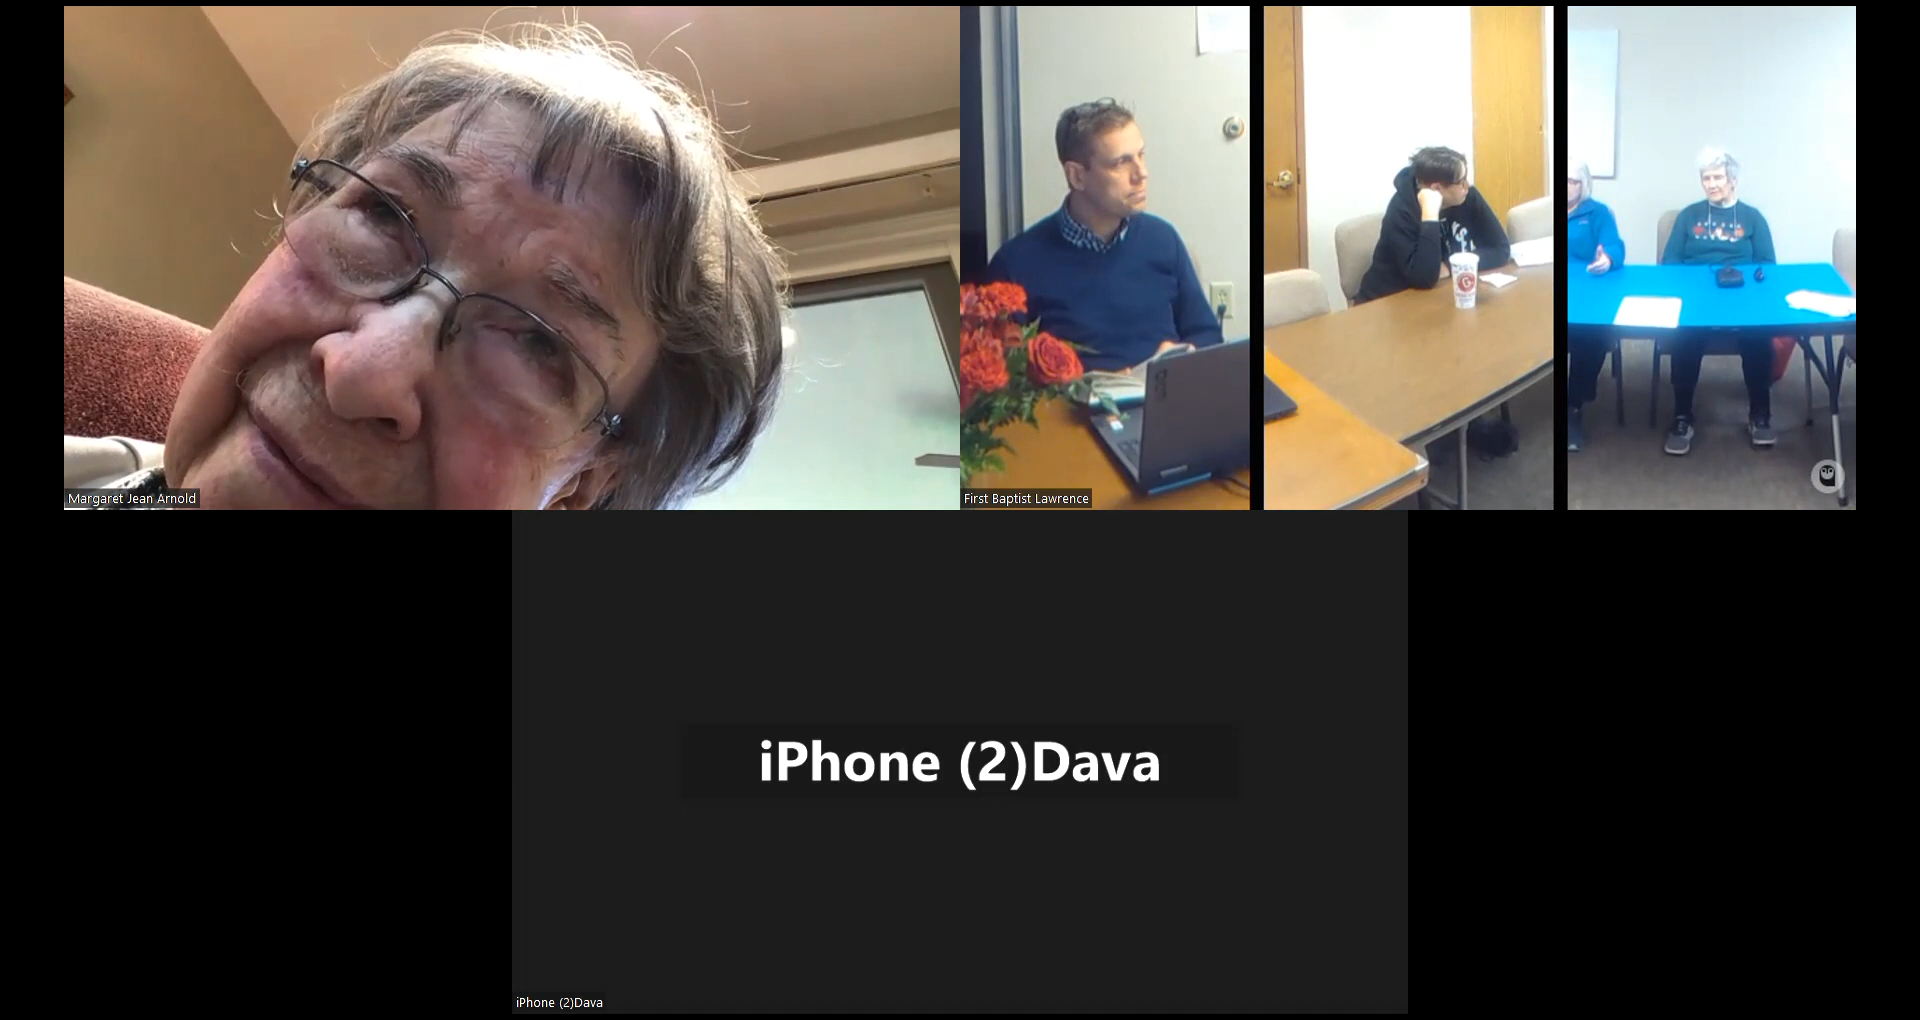 Margaret Jean Arnold
First Baptist Lawrence
iPhone (2)Dava
iPhone (2)Dava